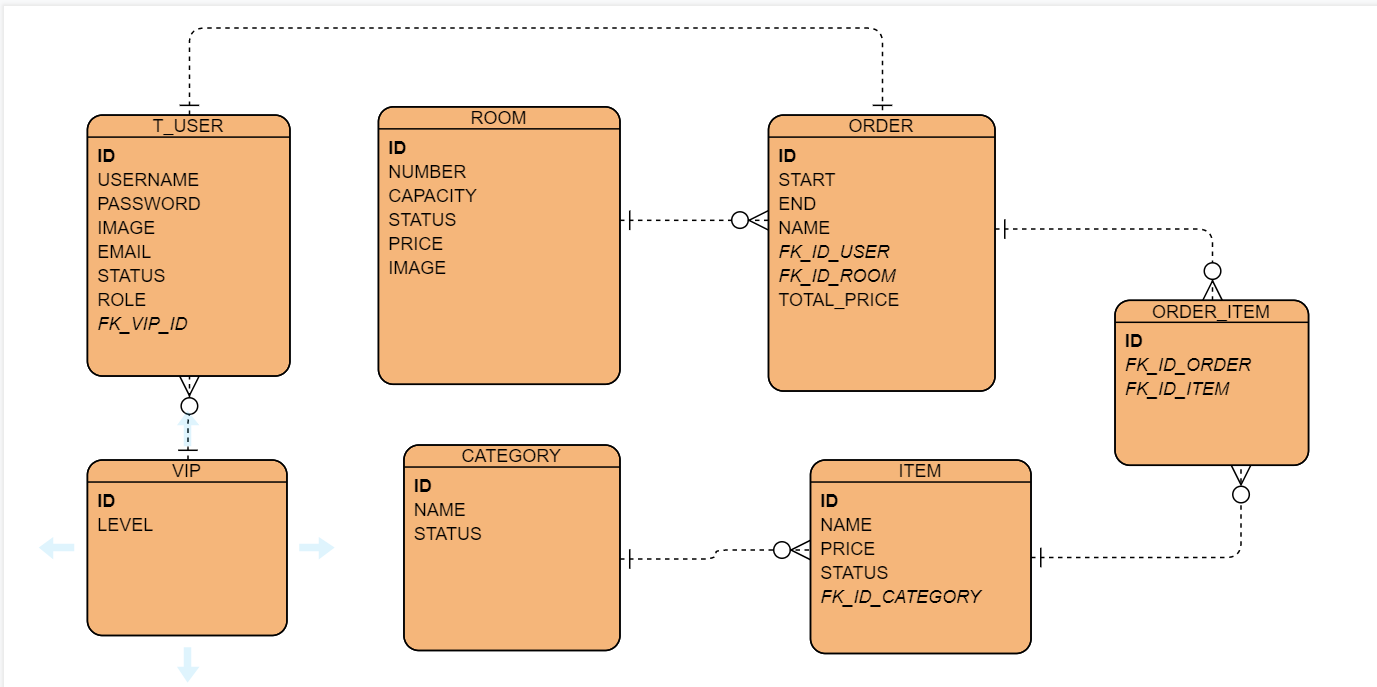 T_USER
ID
USERNAME
PASSWORD
IMAGE
EMAIL
STATUS
ROLE
FK_VIP_ID
ROOM
ID
NUMBER
CAPACITY
STATUS
PRICE
IMAGE
ORDER
ID
START
END
NAME
FK_ID_USER
FK_ID_ROOM
TOTAL_PRICE
ORDER_ITEM
ID
FK_ID_ORDER
FK_ID_ITEM
VIP
ID
LEVEL
CATEGORY
ID
NAME
STATUS
ITEM
ID
NAME
PRICE
STATUS
FK_ID_CATEGORY